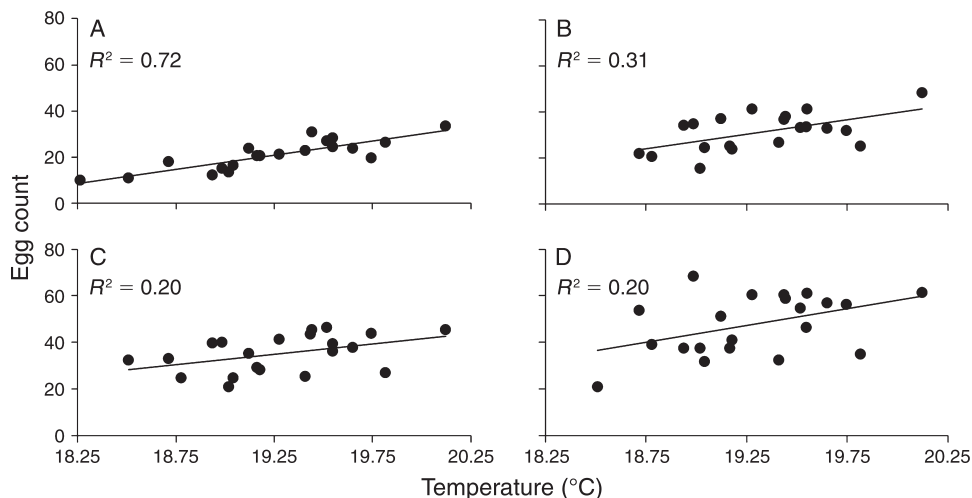 80
60
40
20
0
A
R² = 0.72
B
R² = 0.31
Egg count
80
60
40
20
0
C
R² = 0.20
D
R² = 0.20
18.25 18.75 19.25 19.75 20.25
18.25 18.75 19.25 19.75 20.25
Temperature (°C)